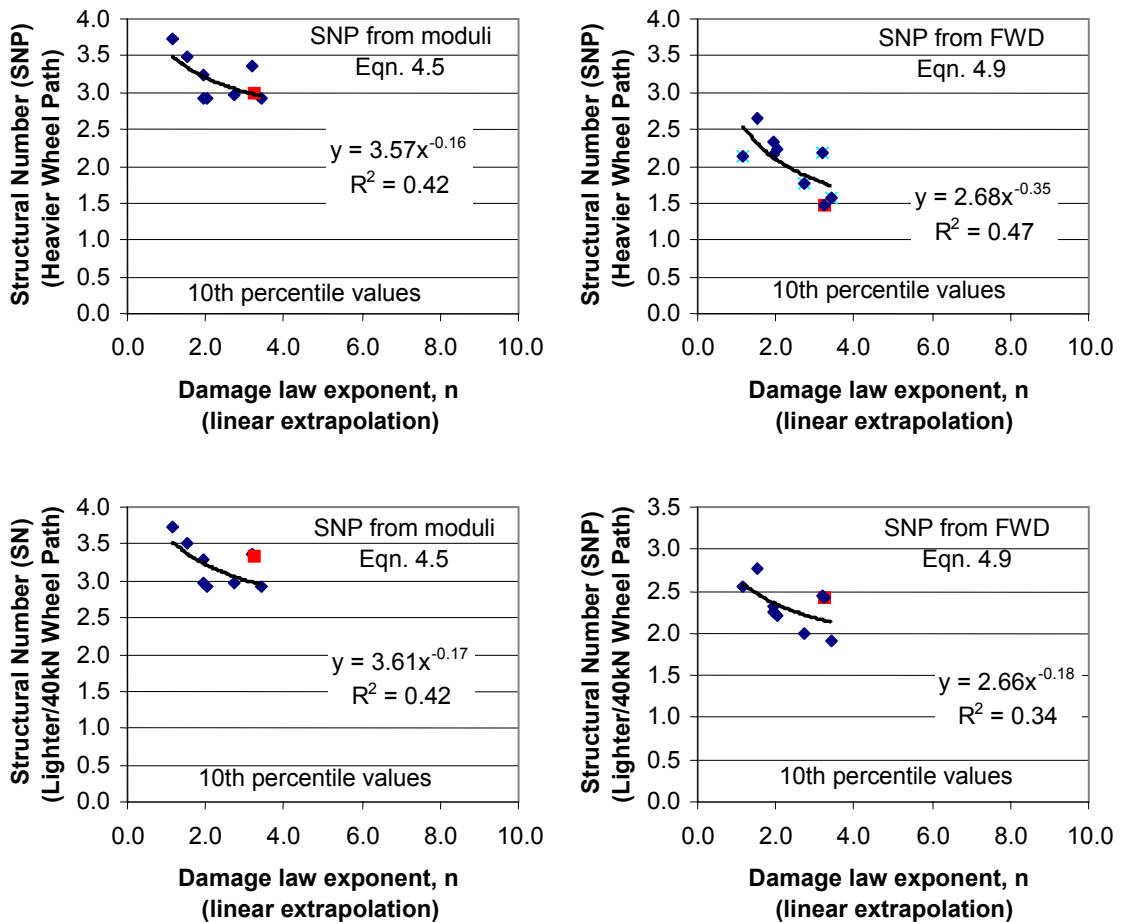 Structural Number (SNP)
(Heavier Wheel Path)
4.0
3.5
3.0
2.5
2.0
1.5
1.0
0.5
0.0
SNP from moduli
Eqn. 4.5
y = 3.57x^-0.16
R^2 = 0.42
10th percentile values
0.0 2.0 4.0 6.0 8.0 10.0
Damage law exponent, n
(linear extrapolation)
Structural Number (SNP)
(Heavier Wheel Path)
4.0
3.5
3.0
2.5
2.0
1.5
1.0
0.5
0.0
SNP from FWD
Eqn. 4.9
y = 2.68x^-0.35
R^2 = 0.47
10th percentile values
0.0 2.0 4.0 6.0 8.0 10.0
Damage law exponent, n
(linear extrapolation)
Structural Number (SN)
(Lighter/40kN Wheel Path)
4.0
3.5
3.0
2.5
2.0
1.5
1.0
0.5
0.0
SNP from moduli
Eqn. 4.5
y = 3.61x^-0.17
R^2 = 0.42
10th percentile values
0.0 2.0 4.0 6.0 8.0 10.0
Damage law exponent, n
(linear extrapolation)
Structural Number (SNP)
(Lighter/40kN Wheel Path)
3.5
3.0
2.5
2.0
1.5
1.0
0.5
0.0
SNP from FWD
Eqn. 4.9
y = 2.66x^-0.18
R^2 = 0.34
10th percentile values
0.0 2.0 4.0 6.0 8.0 10.0
Damage law exponent, n
(linear extrapolation)